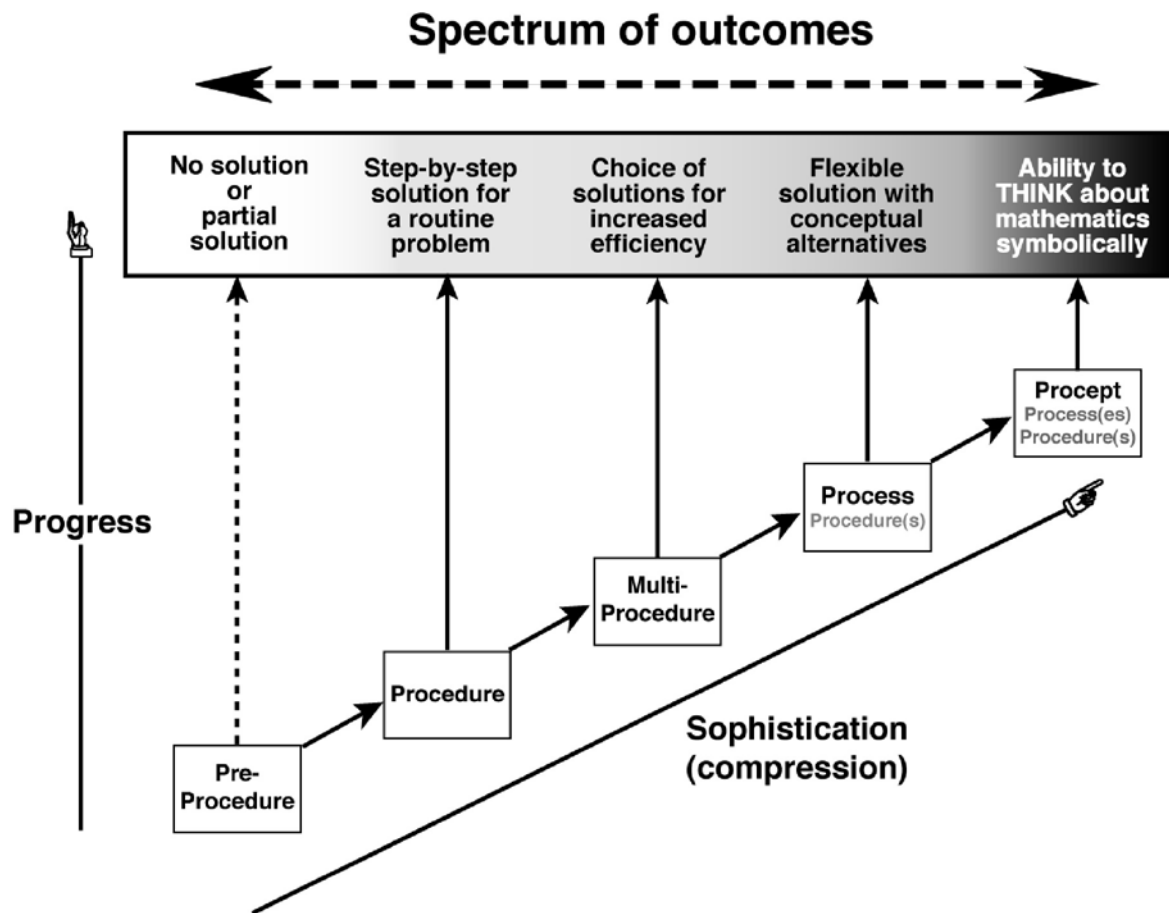 Spectrum of outcomes
No solution
or
partial
solution
Step-by-step
solution for
a routine
problem
Choice of
solutions for
increased
efficiency
Flexible
solution with
conceptual
alternatives
Ability to
THINK about
mathematics
symbolically
Progress
Procept
Process(es)
Procedure(s)
Process
Procedure(s)
Multi-
Procedure
Procedure
Pre-
Procedure
Sophistication
(compression)